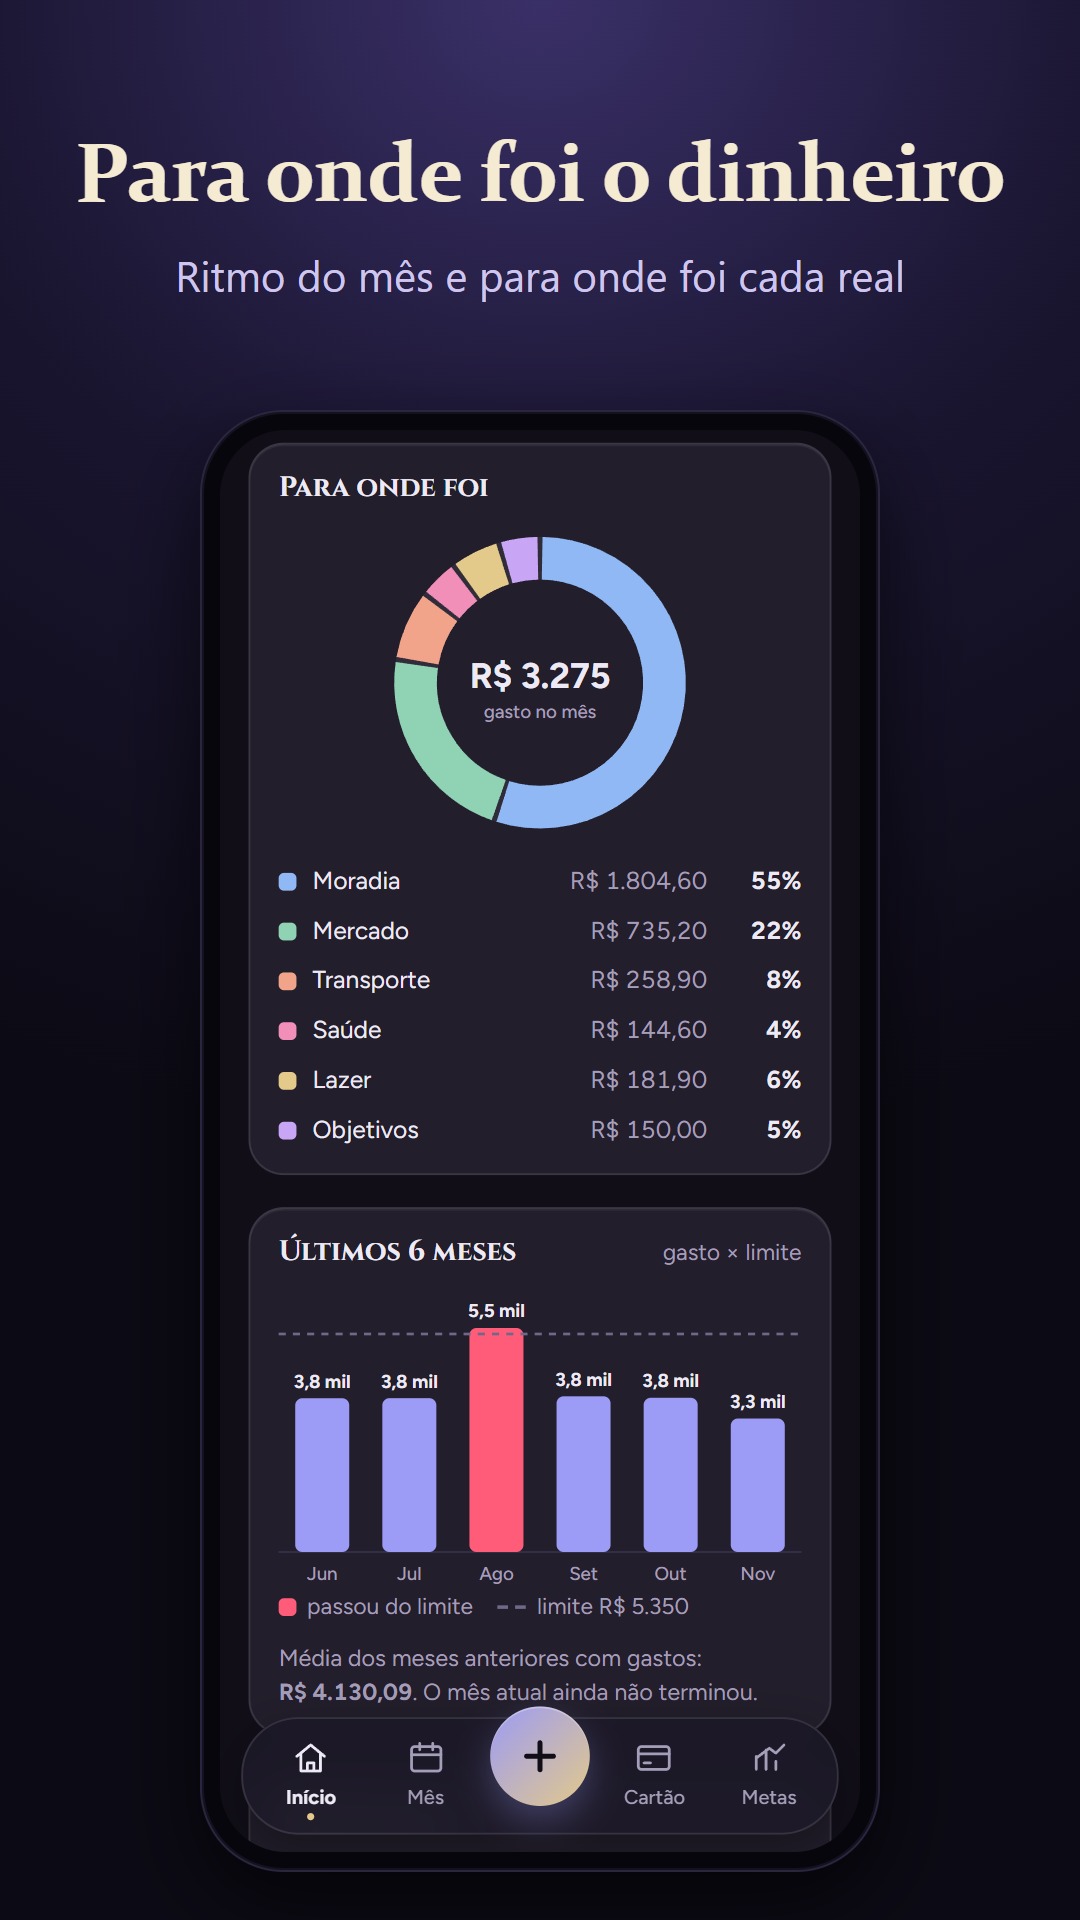 Para onde foi o dinheiro
Ritmo do mês e para onde foi cada real
Para onde foi
R$ 3.275
gasto no mês
Moradia R$ 1.804,60 55%
Mercado R$ 735,20 22%
Transporte R$ 258,90 8%
Saúde R$ 144,60 4%
Lazer R$ 181,90 6%
Objetivos R$ 150,00 5%
Últimos 6 meses gasto × limite
5,5 mil
3,8 mil 3,8 mil 3,8 mil 3,8 mil 3,3 mil
Jun Jul Ago Set Out Nov
passou do limite limite R$ 5.350
Média dos meses anteriores com gastos:
R$ 4.130,09. O mês atual ainda não terminou.
Início Mês Cartão Metas